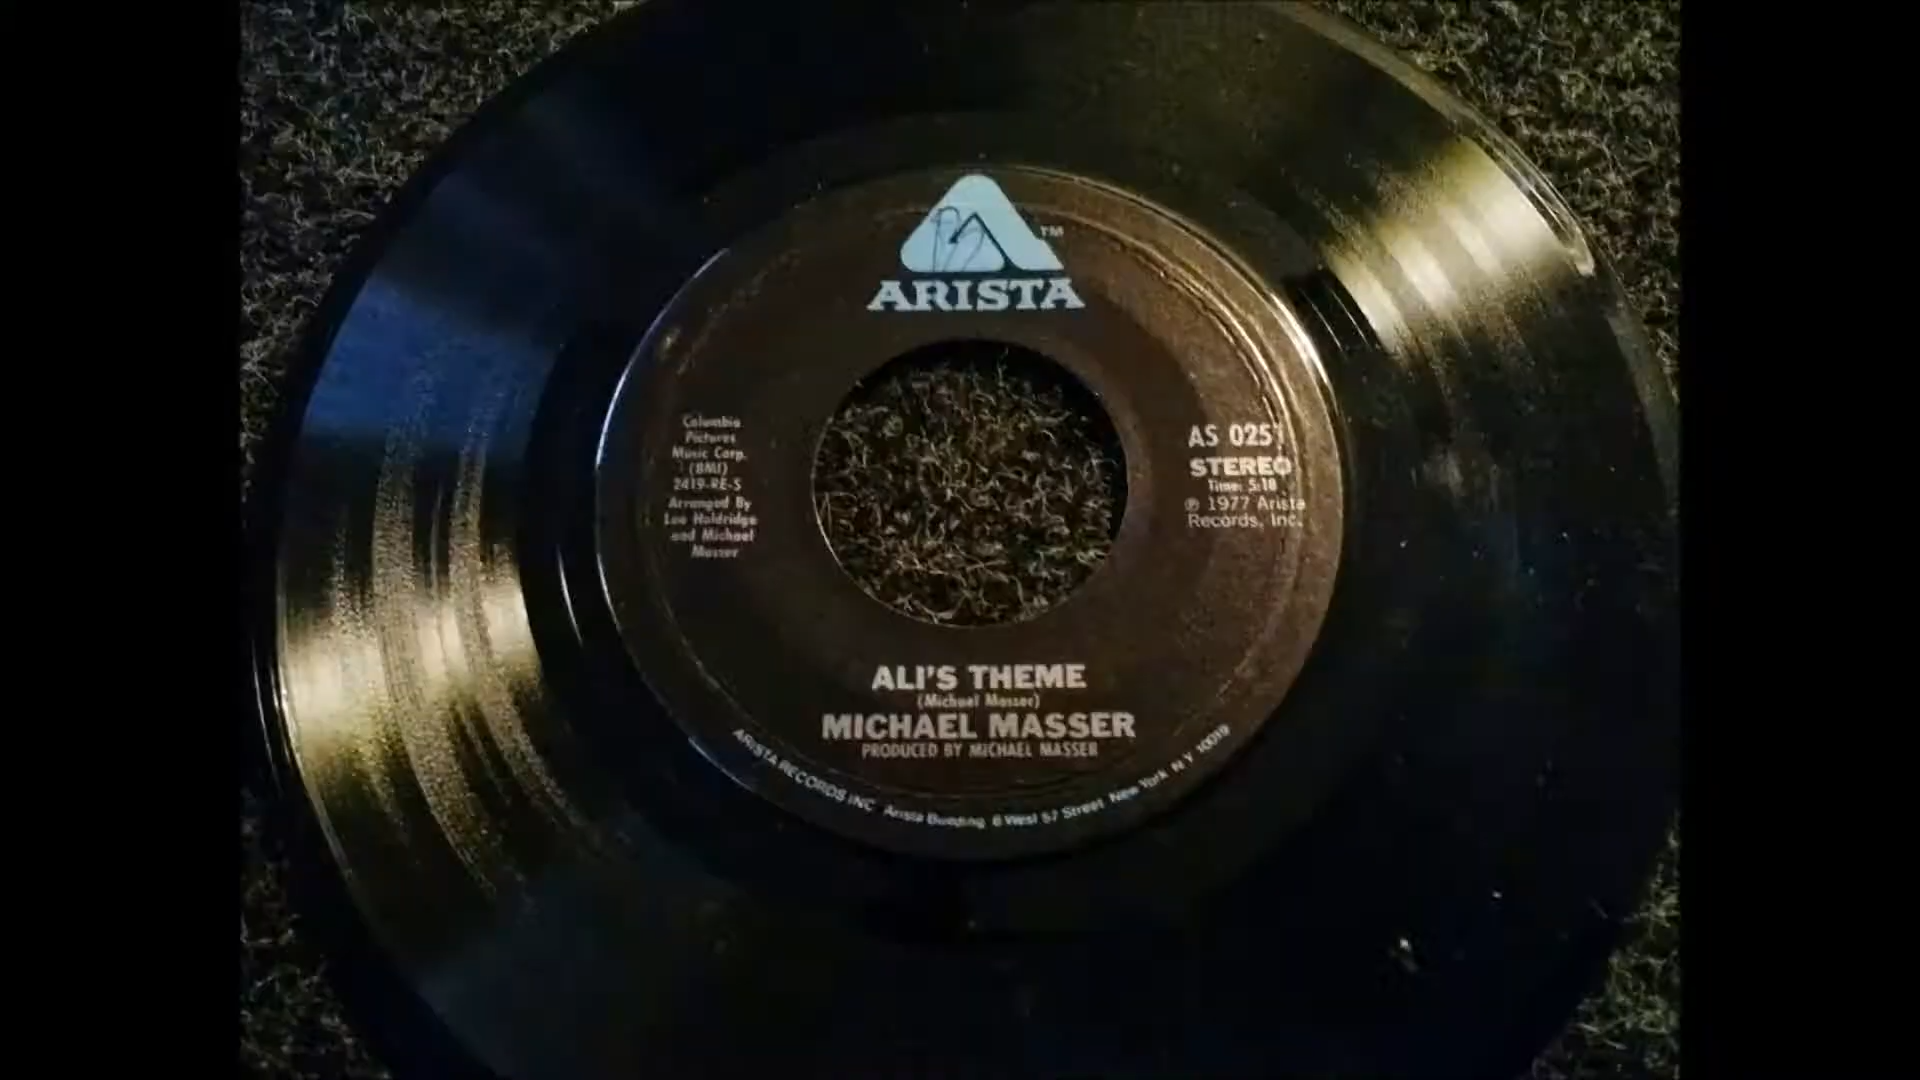 TM
ARISTA
Columbia
Pictures
Music Corp.
(BMI)
2419-RE-S
Arranged By
Lee Holdridge
and Michael
Masser
AS 0251
STEREO
Time: 5:18
℗ 1977 Arista
Records, Inc.
ALI'S THEME
(Michael Masser)
MICHAEL MASSER
PRODUCED BY MICHAEL MASSER
ARISTA RECORDS INC Arista Building 6 West 57 Street New York N.Y. 10019